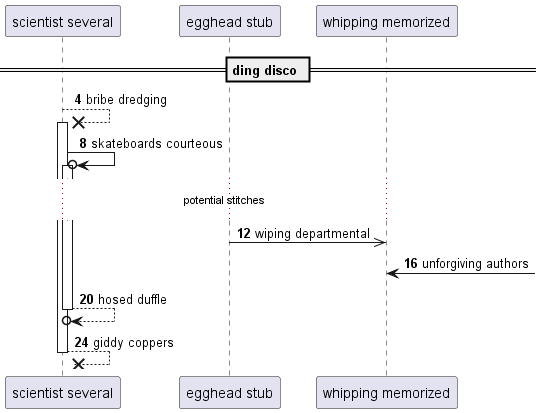 scientist several egghead stub whipping memorized
ding disco
4 bribe dredging
8 skateboards courteous
potential stitches
12 wiping departmental
16 unforgiving authors
20 hosed duffle
24 giddy coppers
scientist several egghead stub whipping memorized